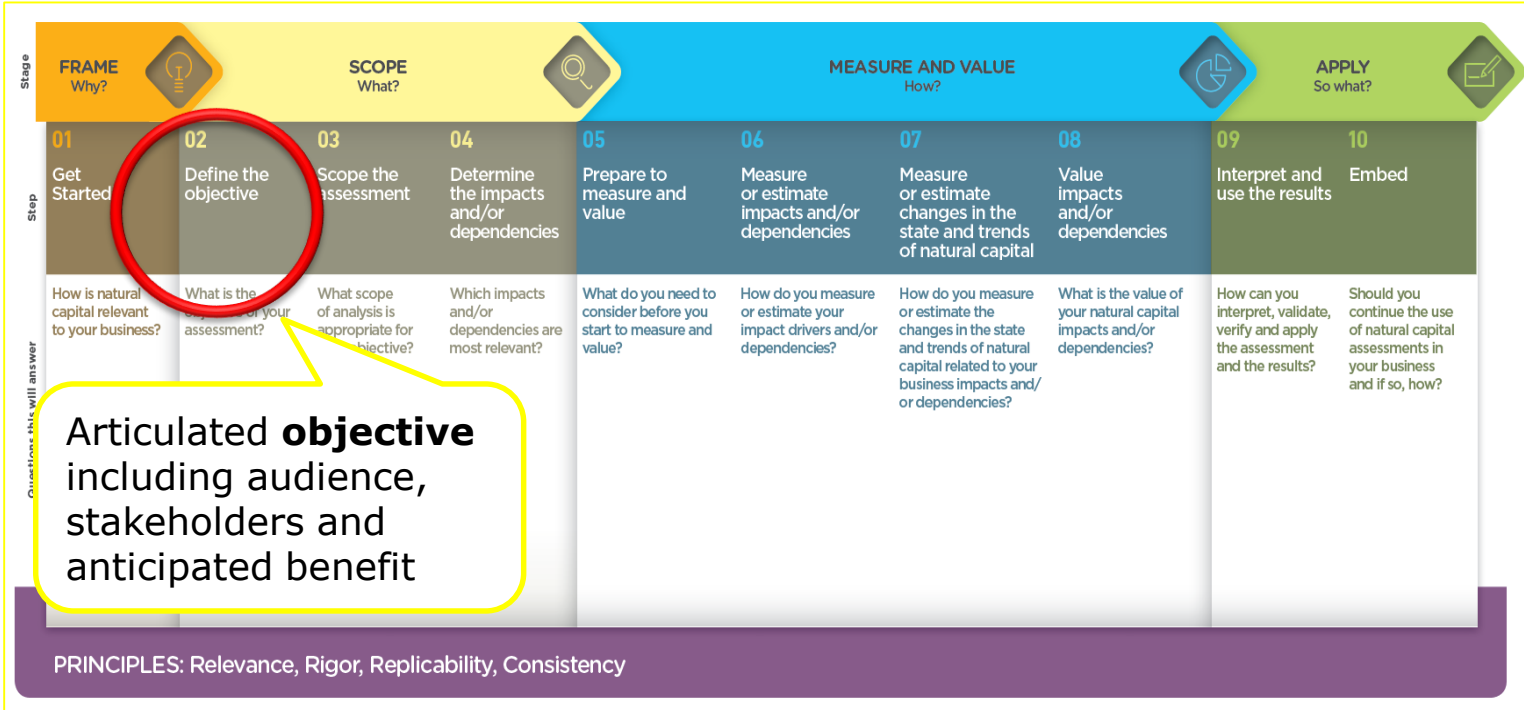 Stage
FRAME
Why?
SCOPE
What?
MEASURE AND VALUE
How?
APPLY
So what?
Step
01
Get
Started
02
Define the
objective
03
Scope the
assessment
04
Determine
the impacts
and/or
dependencies
05
Prepare to
measure and
value
06
Measure
or estimate
impacts and/or
dependencies
07
Measure
or estimate
changes in the
state and trends
of natural capital
08
Value
impacts
and/or
dependencies
09
Interpret and
use the results
10
Embed
Questions this will answer
How is natural
capital relevant
to your business?
What is the
of your
assessment?
What scope
of analysis is
appropriate for
objective?
Which impacts
and/or
dependencies are
most relevant?
What do you need to
consider before you
start to measure and
value?
How do you measure
or estimate your
impact drivers and/or
dependencies?
How do you measure
or estimate the
changes in the state
and trends of natural
capital related to your
business impacts and/
or dependencies?
What is the value of
your natural capital
impacts and/or
dependencies?
How can you
interpret, validate,
verify and apply
the assessment
and the results?
Should you
continue the use
of natural capital
assessments in
your business
and if so, how?
Articulated objective
including audience,
stakeholders and
anticipated benefit
PRINCIPLES: Relevance, Rigor, Replicability, Consistency